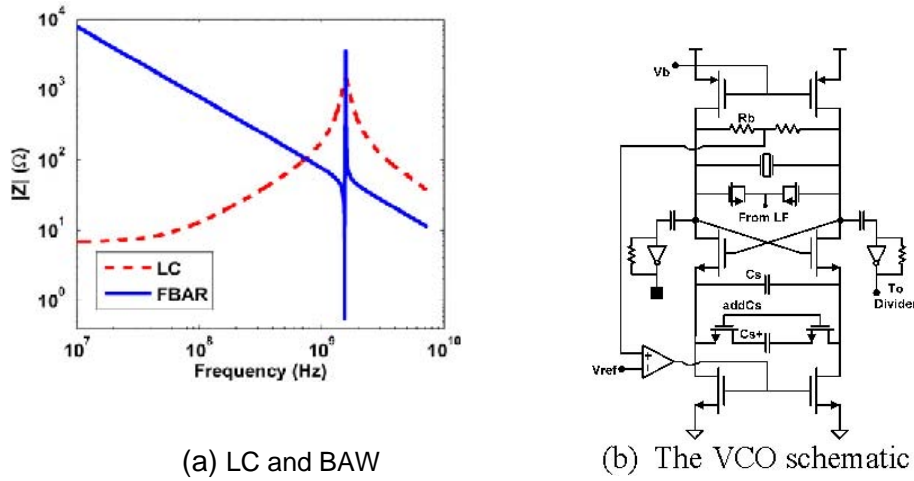 10^4
10^3
10^2
10^1
10^0
|Z| (Ω)
LC
FBAR
10^7
10^8
10^9
10^10
Frequency (Hz)
(a) LC and BAW
Vb
Rb
From LF
Cs
addCs
Cs+
To
Divider
Vref
+
-
(b) The VCO schematic